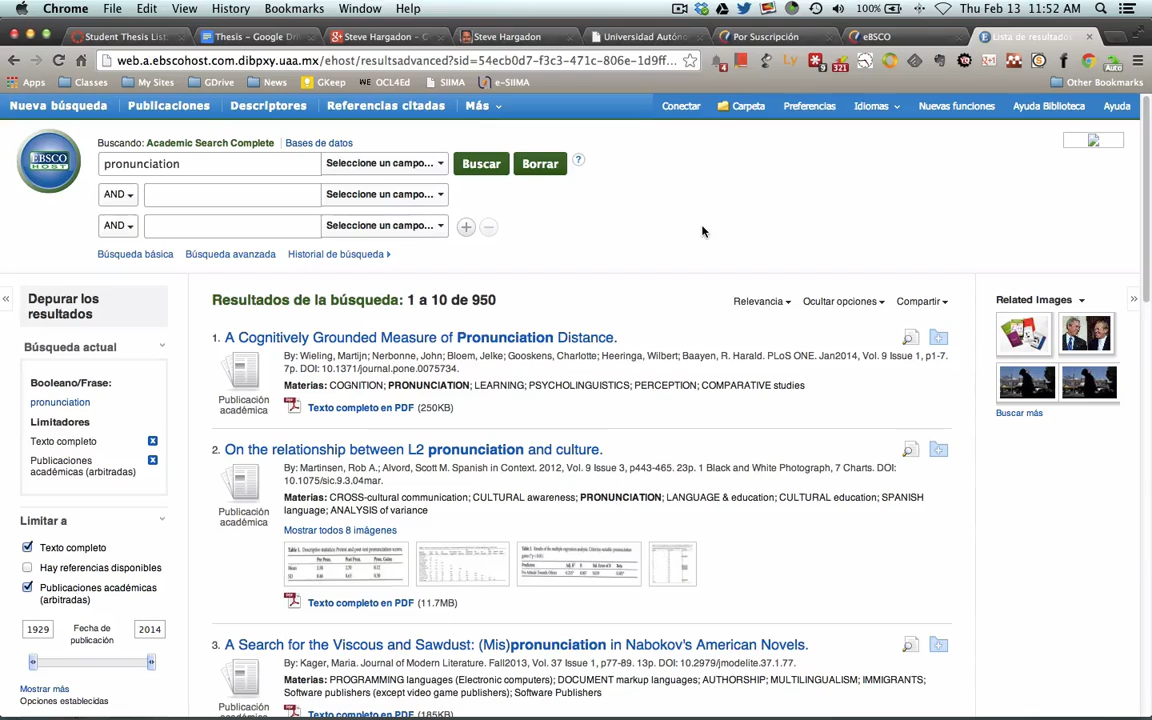 Chrome File Edit View History Bookmarks Window Help 100% Thu Feb 13 11:52 AM
Student Thesis List Thesis – Google Dri Steve Hargadon - G Steve Hargadon Universidad Autóno Por Suscripción eBSCO Lista de resultado
web.a.ebscohost.com.dibpxy.uaa.mx/ehost/resultsadvanced?sid=54ecb0d7-f3c3-471c-806e-1d9ff...
Apps Classes My Sites GDrive News GKeep OCL4Ed SIIMA e-SIIMA Other Bookmarks
Nueva búsqueda Publicaciones Descriptores Referencias citadas Más Conectar Carpeta Preferencias Idiomas Nuevas funciones Ayuda Biblioteca Ayuda
EBSCO HOST
Buscando: Academic Search Complete Bases de datos
pronunciation Seleccione un campo... Buscar Borrar ?
AND Seleccione un campo...
AND Seleccione un campo...
Búsqueda básica Búsqueda avanzada Historial de búsqueda
Depurar los
resultados
Búsqueda actual
Booleano/Frase:
pronunciation
Limitadores
Texto completo
Publicaciones
académicas (arbitradas)
Limitar a
Texto completo
Hay referencias disponibles
Publicaciones académicas
(arbitradas)
1929 Fecha de
publicación 2014
Mostrar más
Opciones establecidas
Resultados de la búsqueda: 1 a 10 de 950 Relevancia Ocultar opciones Compartir
1. A Cognitively Grounded Measure of Pronunciation Distance.
By: Wieling, Martijn; Nerbonne, John; Bloem, Jelke; Gooskens, Charlotte; Heeringa, Wilbert; Baayen, R. Harald. PLoS ONE. Jan2014, Vol. 9 Issue 1, p1-7.
7p. DOI: 10.1371/journal.pone.0075734.
Materias: COGNITION; PRONUNCIATION; LEARNING; PSYCHOLINGUISTICS; PERCEPTION; COMPARATIVE studies
Publicación
académica
Texto completo en PDF (250KB)
2. On the relationship between L2 pronunciation and culture.
By: Martinsen, Rob A.; Alvord, Scott M. Spanish in Context. 2012, Vol. 9 Issue 3, p443-465. 23p. 1 Black and White Photograph, 7 Charts. DOI:
10.1075/sic.9.3.04mar.
Materias: CROSS-cultural communication; CULTURAL awareness; PRONUNCIATION; LANGUAGE & education; CULTURAL education; SPANISH
language; ANALYSIS of variance
Publicación
académica
Mostrar todos 8 imágenes
Texto completo en PDF (11.7MB)
3. A Search for the Viscous and Sawdust: (Mis)pronunciation in Nabokov's American Novels.
By: Kager, Maria. Journal of Modern Literature. Fall2013, Vol. 37 Issue 1, p77-89. 13p. DOI: 10.2979/jmodelite.37.1.77.
Materias: PROGRAMMING languages (Electronic computers); DOCUMENT markup languages; AUTHORSHIP; MULTILINGUALISM; IMMIGRANTS;
Software publishers (except video game publishers); Software Publishers
Publicación
Texto completo en PDF (185KB)
Related Images
Buscar más